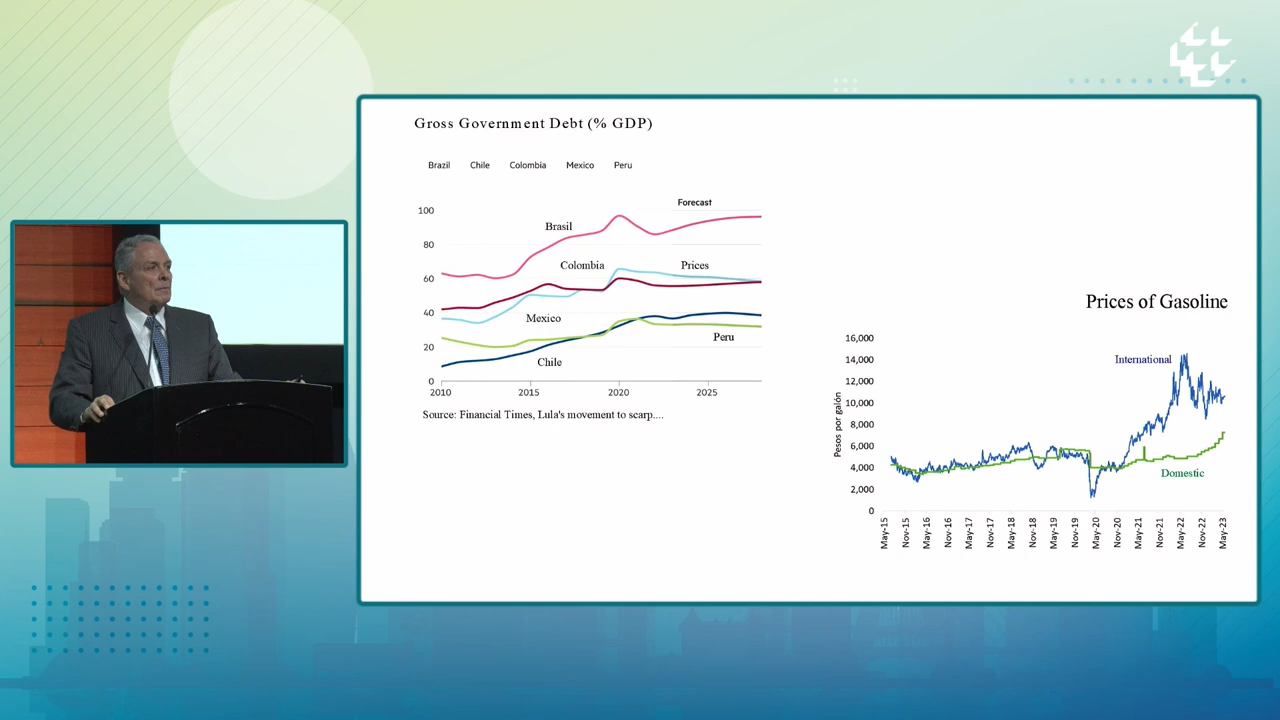 Gross Government Debt (% GDP)
Brazil Chile Colombia Mexico Peru
Forecast
100
80
60
40
20
0
Brasil
Colombia
Prices
Mexico
Peru
Chile
2010 2015 2020 2025
Source: Financial Times, Lula's movement to scarp....
Prices of Gasoline
Pesos por galón
16,000
14,000
12,000
10,000
8,000
6,000
4,000
2,000
0
International
Domestic
May-15 Nov-15 May-16 Nov-16 May-17 Nov-17 May-18 Nov-18 May-19 Nov-19 May-20 Nov-20 May-21 Nov-21 May-22 Nov-22 May-23